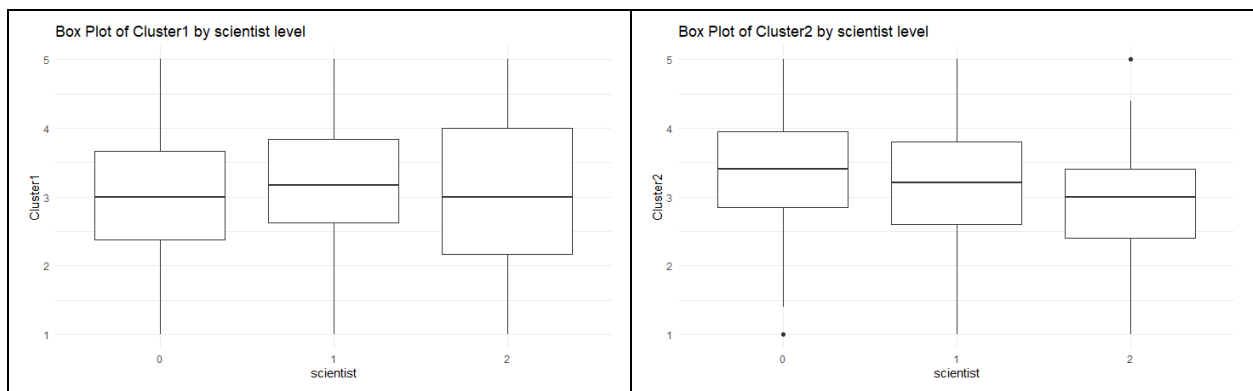 Box Plot of Cluster1 by scientist level
5
4
3
2
1
Cluster1
0 1 2
scientist
Box Plot of Cluster2 by scientist level
5
4
3
2
1
Cluster2
0 1 2
scientist